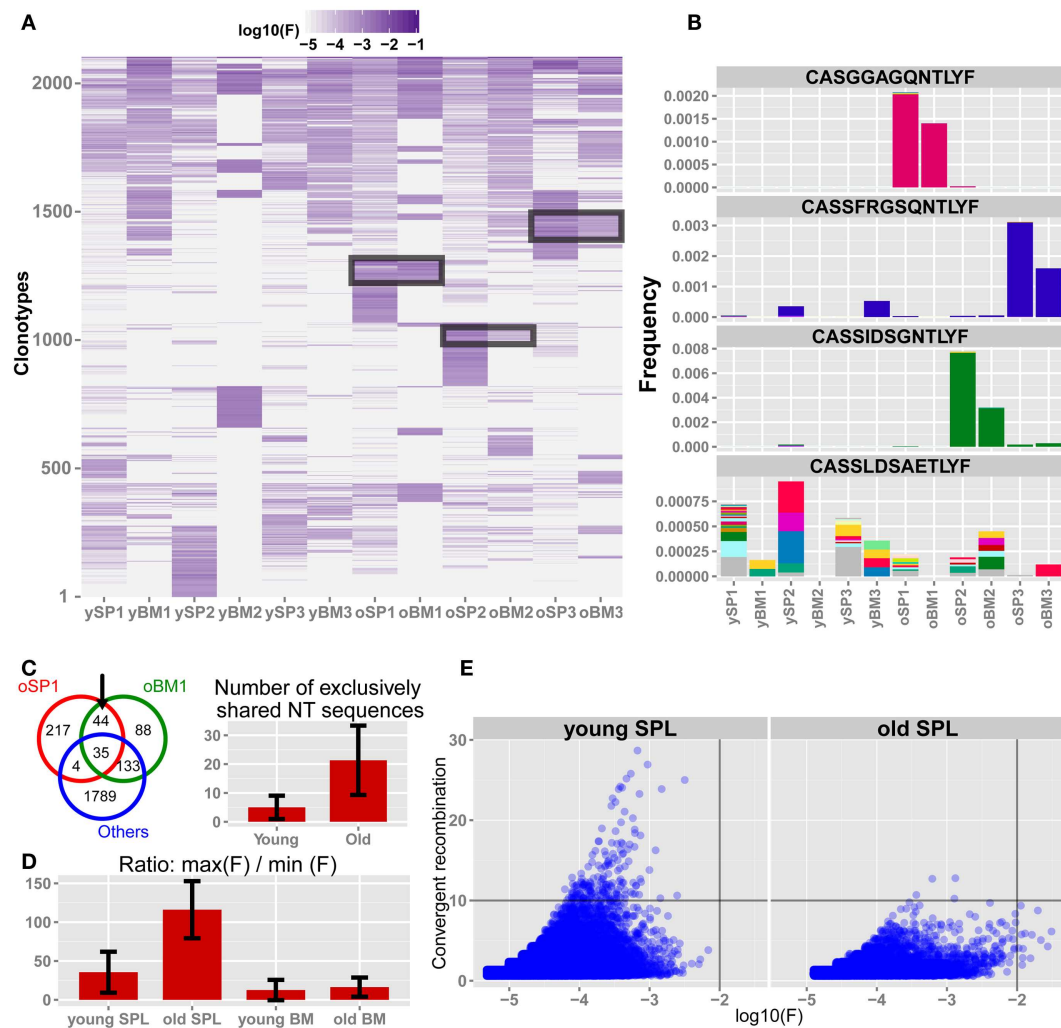 A
log10(F)
−5 −4 −3 −2 −1
Clonotypes
2000
1500
1000
500
1
ySP1 yBM1 ySP2 yBM2 ySP3 yBM3 oSP1 oBM1 oSP2 oBM2 oSP3 oBM3
B
Frequency
CASGGAGQNTLYF
0.0020
0.0015
0.0010
0.0005
0.0000
CASSFRGSQNTLYF
0.003
0.002
0.001
0.000
CASSIDSGNTLYF
0.008
0.006
0.004
0.002
0.000
CASSLDSAETLYF
0.00075
0.00050
0.00025
0.00000
ySP1 yBM1 ySP2 yBM2 ySP3 yBM3 oSP1 oBM1 oSP2 oBM2 oSP3 oBM3
C
oSP1 oBM1
217 44 88
35
4 133
1789
Others
Number of exclusively
shared NT sequences
30
20
10
0
Young Old
D
Ratio: max(F) / min (F)
150
100
50
0
young SPL old SPL young BM old BM
E
young SPL old SPL
Convergent recombination
30
20
10
0
−5 −4 −3 −2 −5 −4 −3 −2 −1
log10(F)